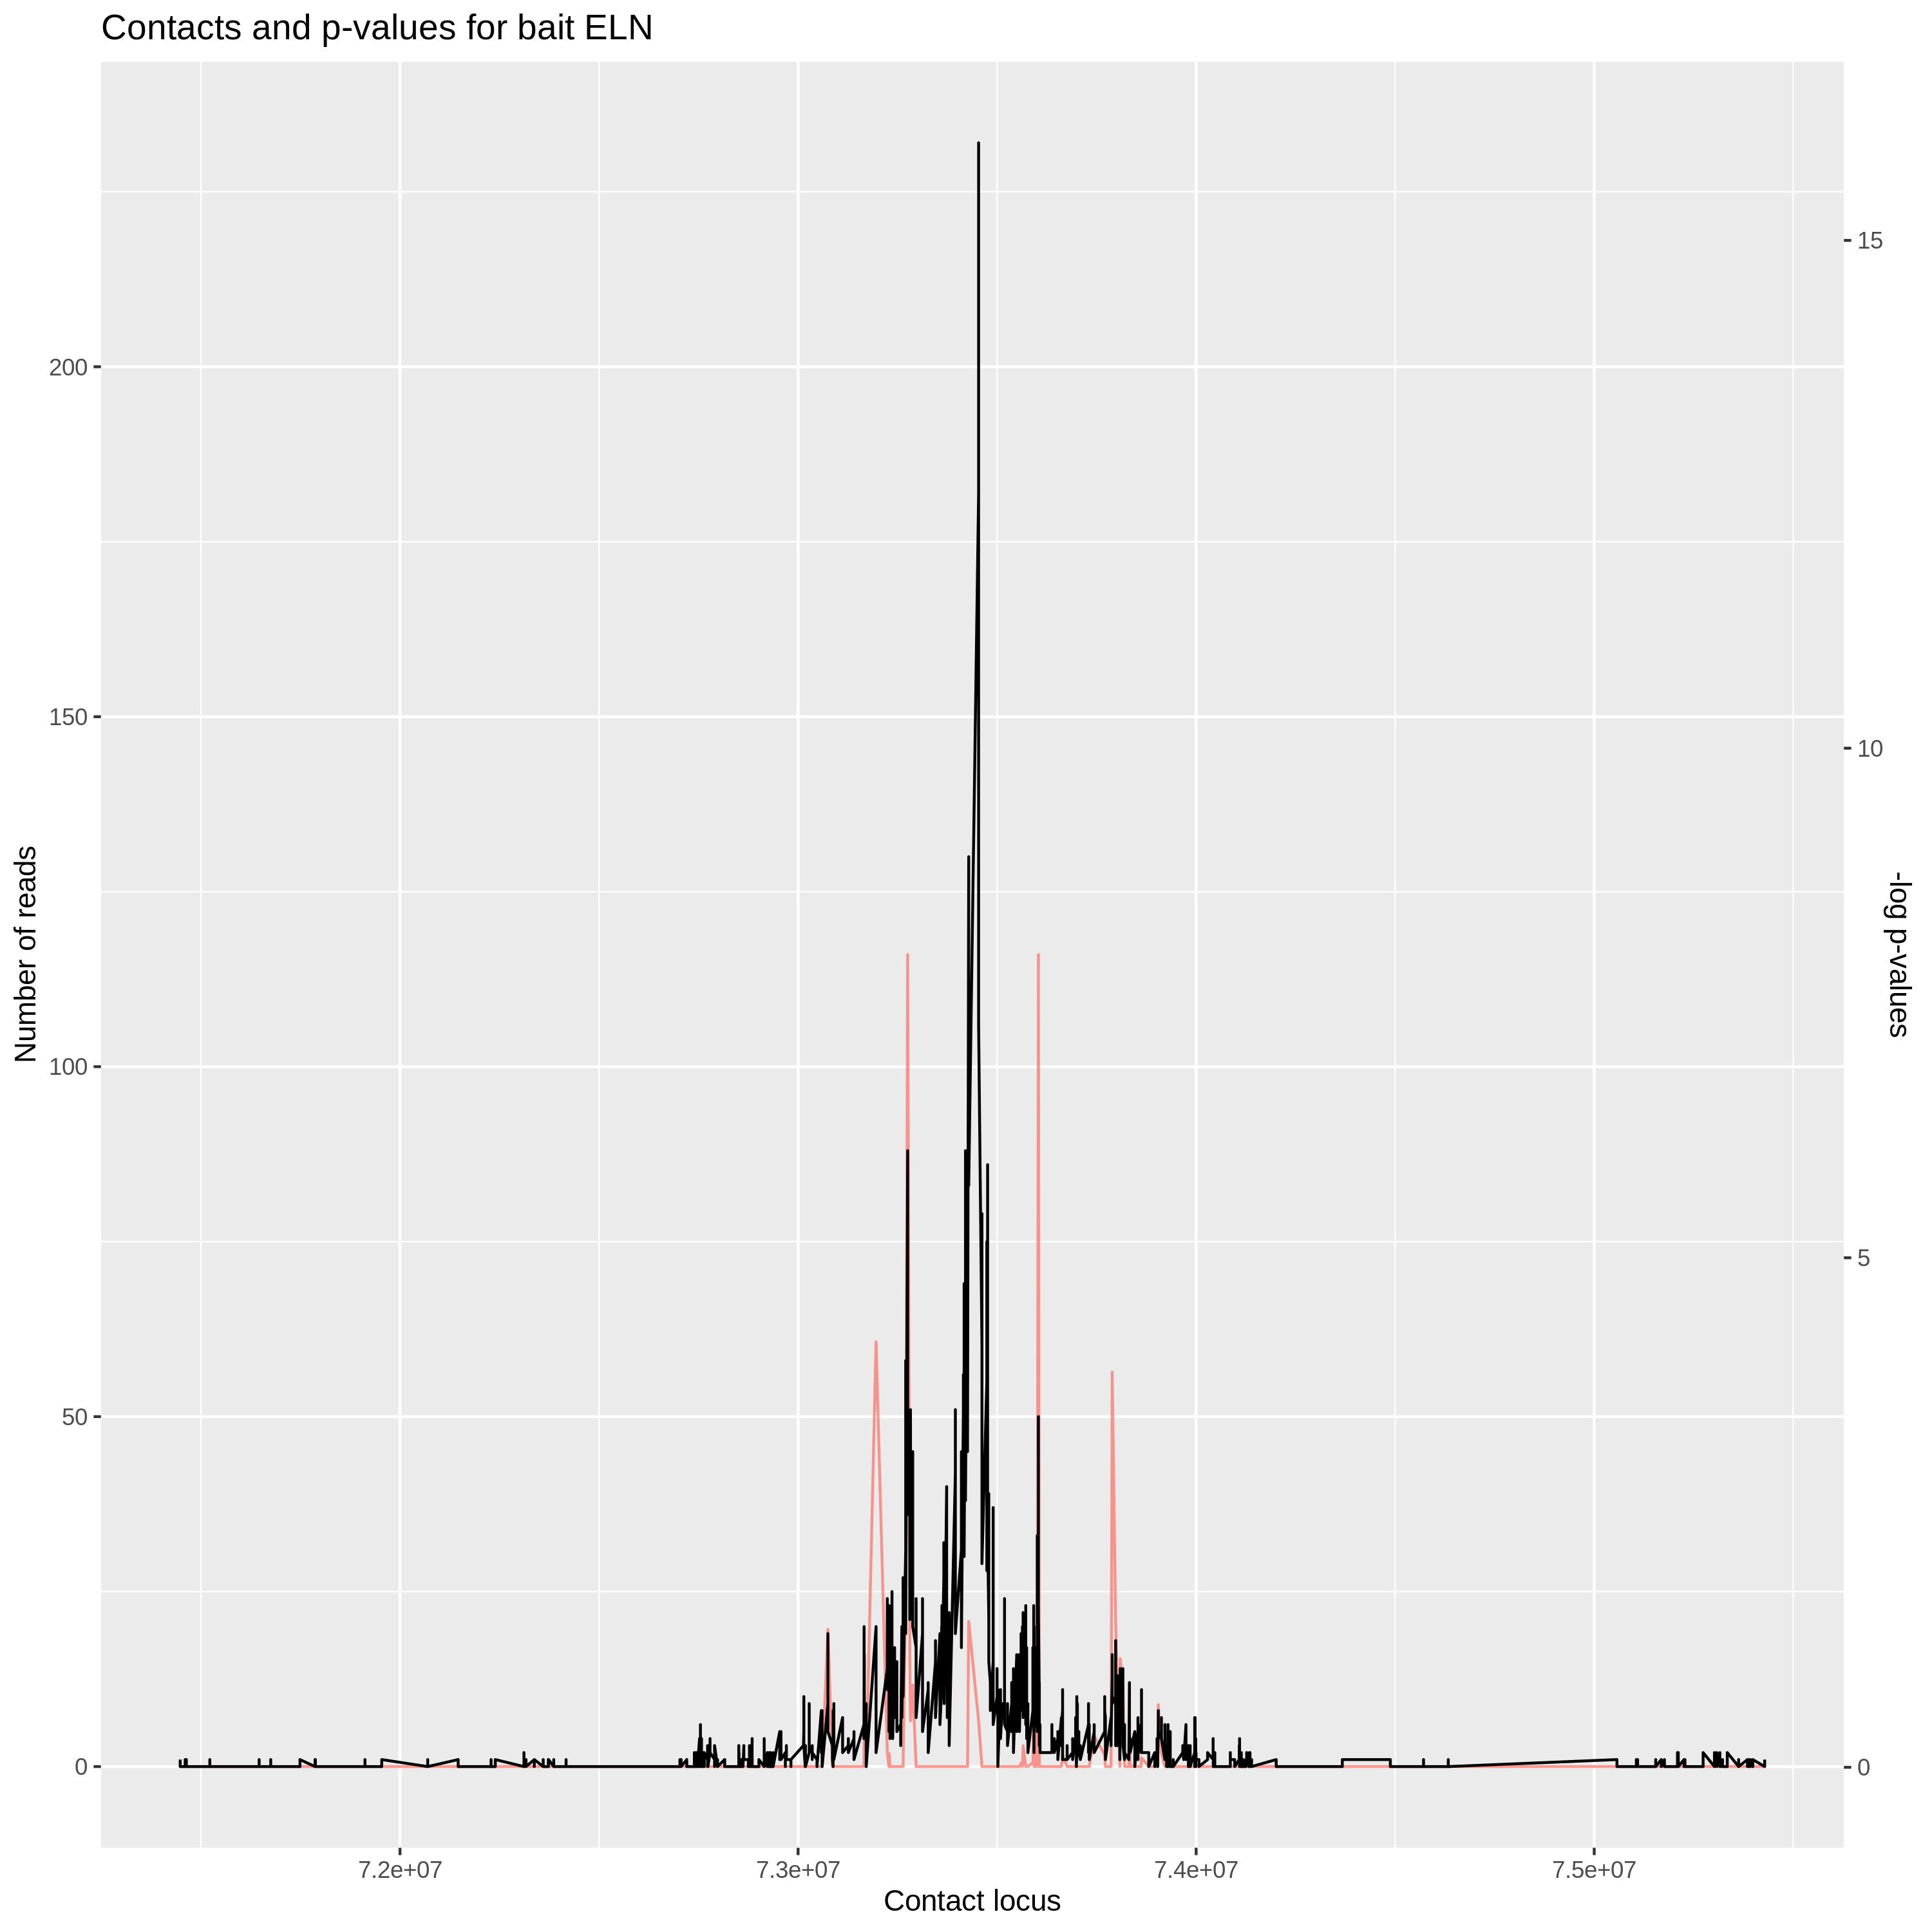 Contacts and p-values for bait ELN
Number of reads
200
150
100
50
0
15
10
5
0
-log p-values
7.2e+07
7.3e+07
7.4e+07
7.5e+07
Contact locus